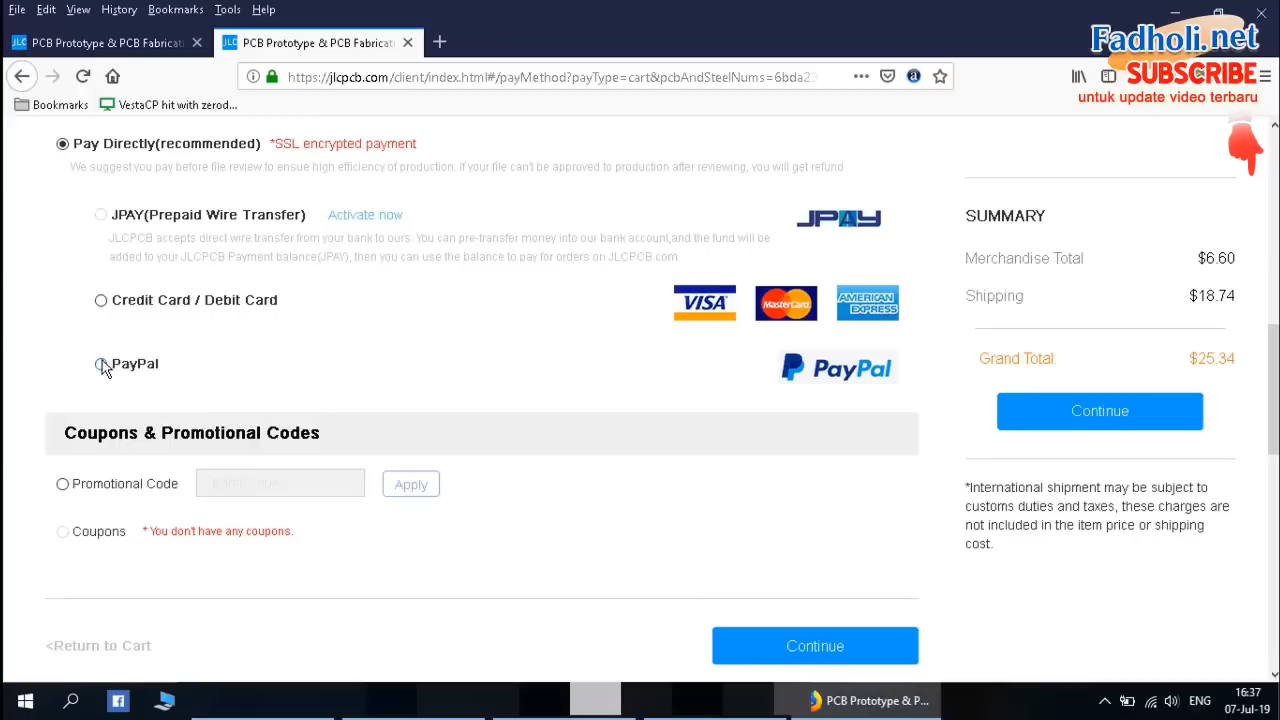 File Edit View History Bookmarks Tools Help
JLC PCB Prototype & PCB Fabricat
JLC PCB Prototype & PCB Fabricat
Fadholi.net
SUBSCRIBE
untuk update video terbaru
https://jlcpcb.com/client/index.html#/payMethod?payType=cart&pcbAndSteelNums=6bda23
Bookmarks VestaCP hit with zerod...
Pay Directly(recommended) *SSL encrypted payment
We suggest you pay before file review to ensure high efficiency of production. If your file can't be approved to production after reviewing, you will get refund
JPAY(Prepaid Wire Transfer) Activate now
JPAY
JLCPCB accepts direct wire transfer from your bank to ours. You can pre-transfer money into our bank account,and the fund will be
added to your JLCPCB Payment balance(JPAY), then you can use the balance to pay for orders on JLCPCB.com.
Credit Card / Debit Card
VISA MasterCard AMERICAN EXPRESS
PayPal
PayPal
Coupons & Promotional Codes
Promotional Code
Apply
Coupons * You don't have any coupons.
<Return to Cart
Continue
SUMMARY
Merchandise Total $6.60
Shipping $18.74
Grand Total: $25.34
Continue
*International shipment may be subject to
customs duties and taxes, these charges are
not included in the item price or shipping
cost.
PCB Prototype & P...
ENG
16:37
07-Jul-19